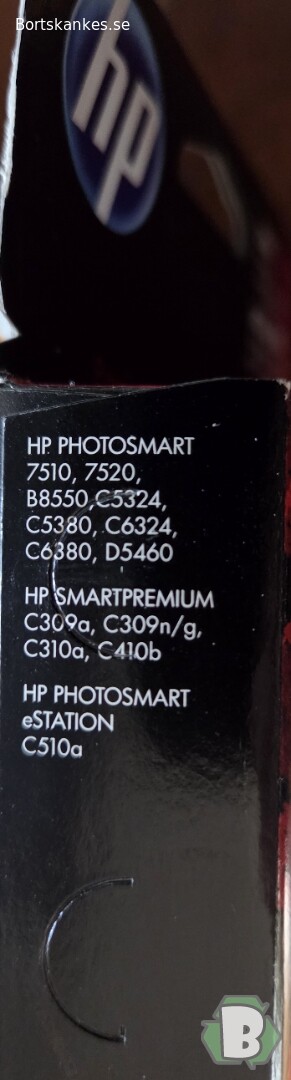 Bortskankes.se
hp
HP PHOTOSMART
7510, 7520,
B8550,C5324,
C5380, C6324,
C6380, D5460
HP SMARTPREMIUM
C309a, C309n/g,
C310a, C410b
HP PHOTOSMART
eSTATION
C510a
B